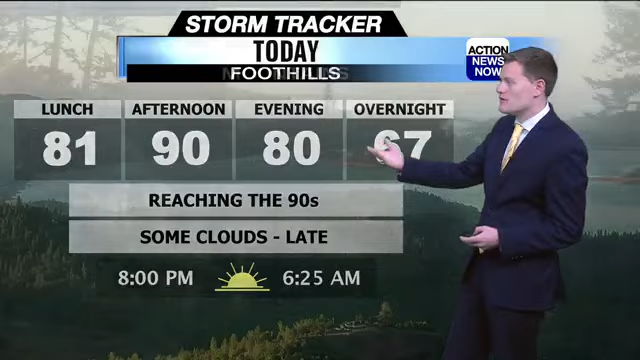 STORM TRACKER
TODAY
FOOTHILLS
ACTION
NEWS
NOW
LUNCH AFTERNOON EVENING OVERNIGHT
81 90 80 67
REACHING THE 90s
SOME CLOUDS - LATE
8:00 PM 6:25 AM